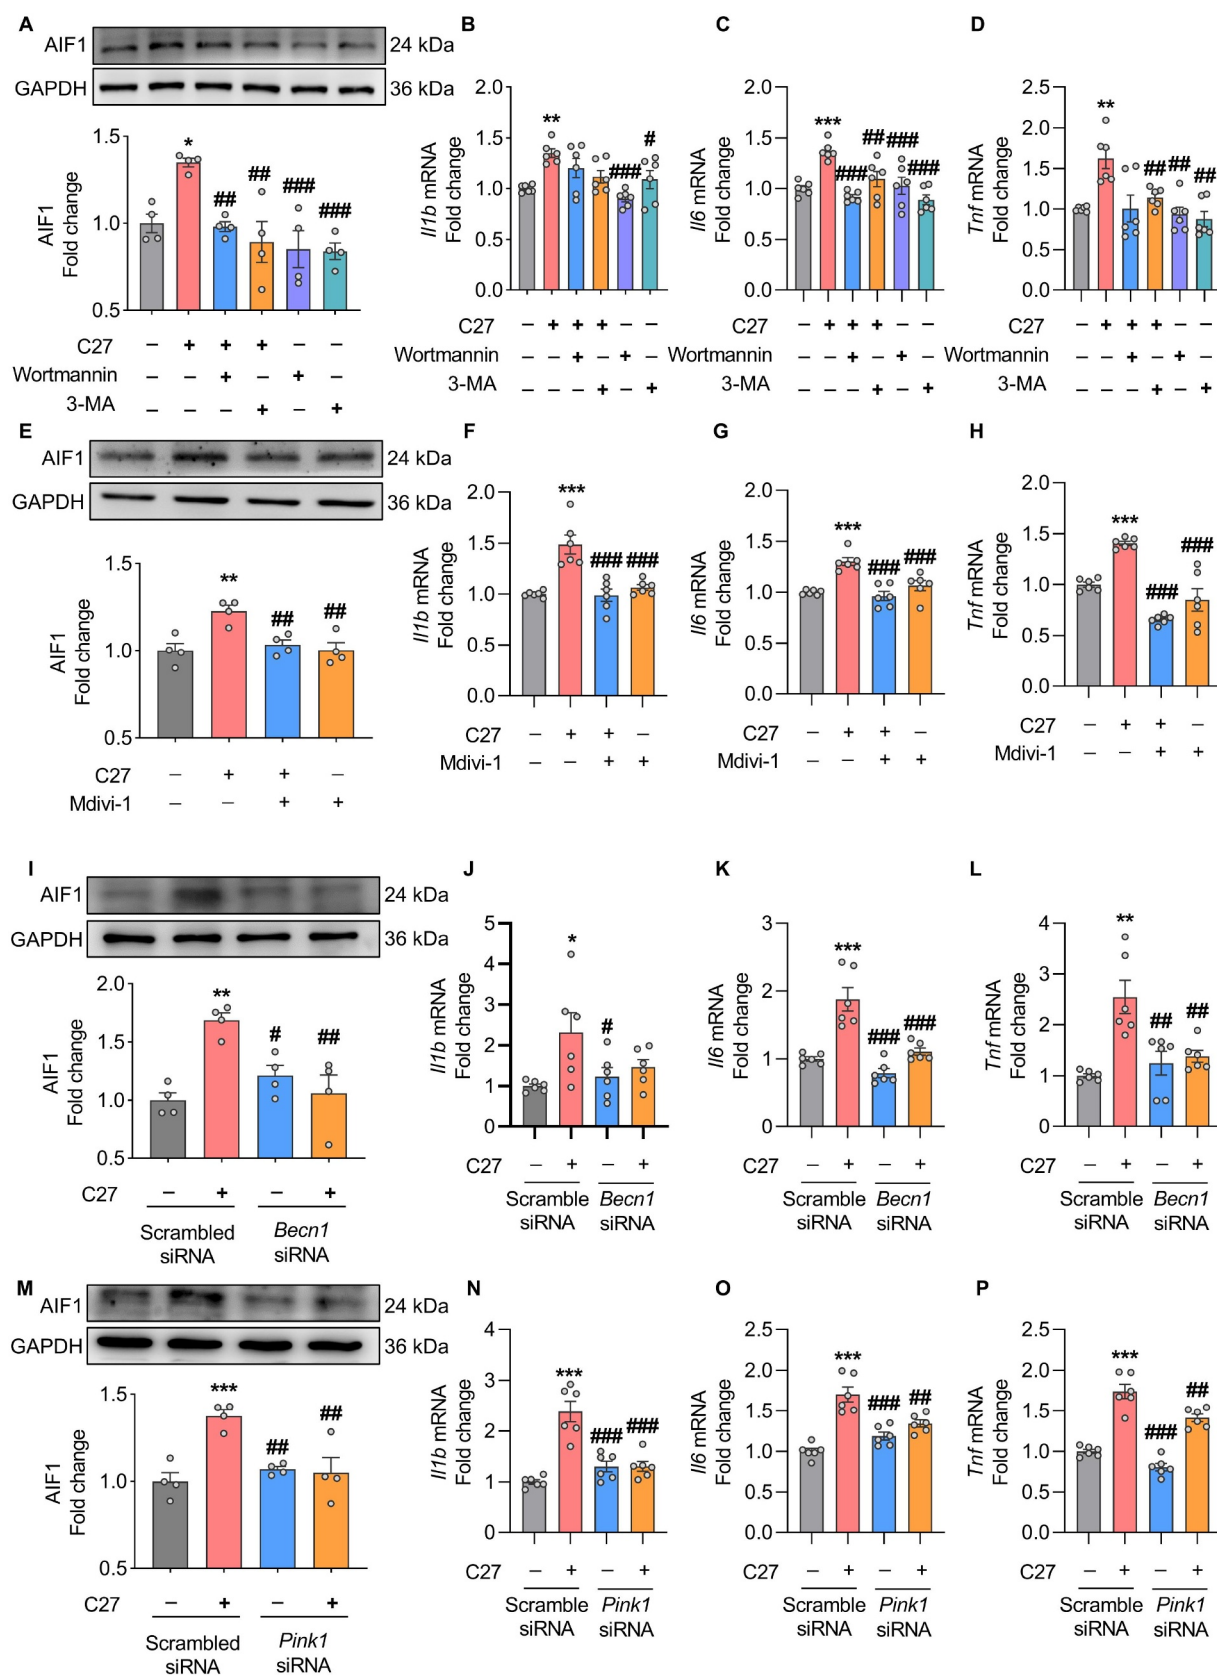 A
AIF1
24 kDa
GAPDH
36 kDa
AIF1
Fold change
1.5
1.0
0.5
*
##
##
###
###
C27 – + + + – –
Wortmannin – – + – + –
3-MA – – – + – +
B
Il1b mRNA
Fold change
2.0
1.5
1.0
0.5
0.0
**
###
#
C27 – + + + – –
Wortmannin – – + – + –
3-MA – – – + – +
C
Il6 mRNA
Fold change
2.0
1.5
1.0
0.5
0.0
***
###
##
###
###
C27 – + + + – –
Wortmannin – – + – + –
3-MA – – – + – +
D
Tnf mRNA
Fold change
2.5
2.0
1.5
1.0
0.5
0.0
**
##
##
##
C27 – + + + – –
Wortmannin – – + – + –
3-MA – – – + – +
E
AIF1
24 kDa
GAPDH
36 kDa
AIF1
Fold change
1.5
1.0
0.5
**
##
##
C27 – + + –
Mdivi-1 – – + +
F
Il1b mRNA
Fold change
2.0
1.5
1.0
0.5
0.0
***
###
###
C27 – + + –
Mdivi-1 – – + +
G
Il6 mRNA
Fold change
2.0
1.5
1.0
0.5
0.0
***
###
###
C27 – + + –
Mdivi-1 – – + +
H
Tnf mRNA
Fold change
2.0
1.5
1.0
0.5
0.0
***
###
###
C27 – + + –
Mdivi-1 – – + +
I
AIF1
24 kDa
GAPDH
36 kDa
AIF1
Fold change
2.0
1.5
1.0
0.5
**
#
##
C27 – + – +
Scrambled
siRNA
Becn1
siRNA
J
Il1b mRNA
Fold change
5
4
3
2
1
0
*
#
C27 – + – +
Scramble
siRNA
Becn1
siRNA
K
Il6 mRNA
Fold change
3
2
1
0
***
###
###
C27 – + – +
Scramble
siRNA
Becn1
siRNA
L
Tnf mRNA
Fold change
4
3
2
1
0
**
##
##
C27 – + – +
Scramble
siRNA
Becn1
siRNA
M
AIF1
24 kDa
GAPDH
36 kDa
AIF1
Fold change
1.5
1.0
0.5
***
##
##
C27 – + – +
Scrambled
siRNA
Pink1
siRNA
N
Il1b mRNA
Fold change
4
3
2
1
0
***
###
###
C27 – + – +
Scramble
siRNA
Pink1
siRNA
O
Il6 mRNA
Fold change
2.5
2.0
1.5
1.0
0.5
0.0
***
###
##
C27 – + – +
Scramble
siRNA
Pink1
siRNA
P
Tnf mRNA
Fold change
2.5
2.0
1.5
1.0
0.5
0.0
***
###
##
C27 – + – +
Scramble
siRNA
Pink1
siRNA